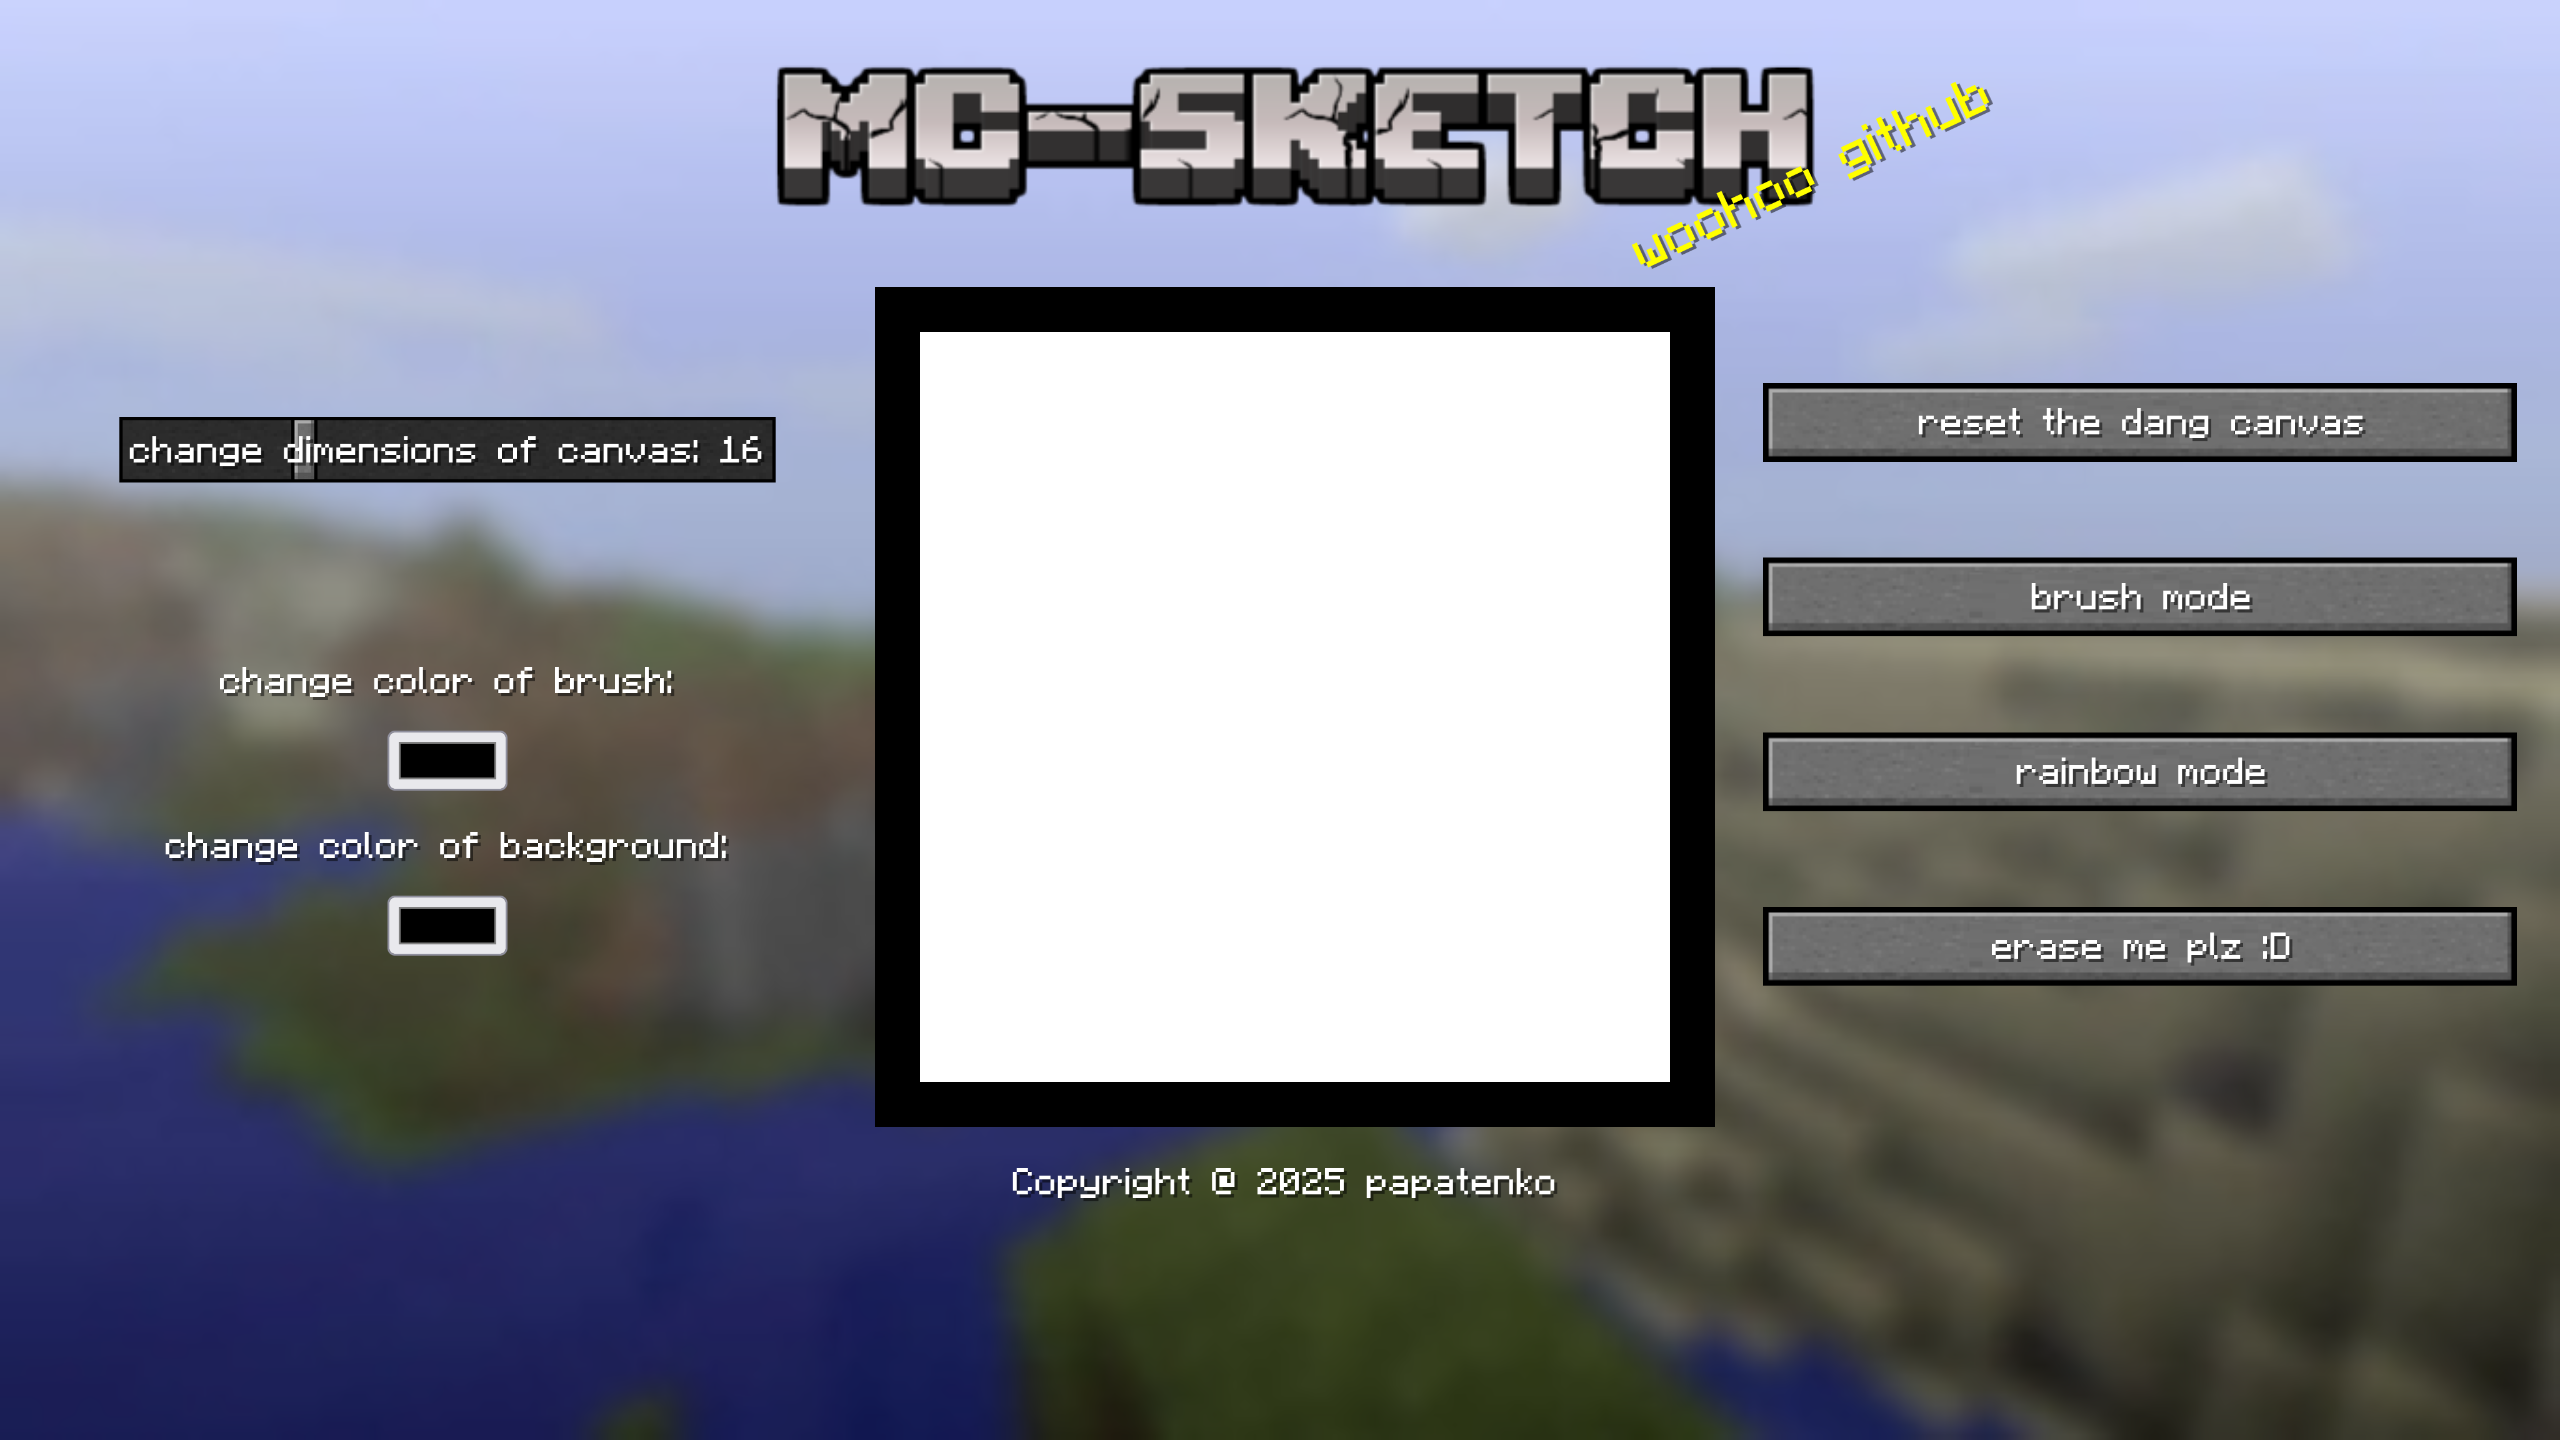 MC-SKETCH
woohoo github
change dimensions of canvas: 16
change color of brush:
change color of background:
reset the dang canvas
brush mode
rainbow mode
erase me plz :D
Copyright @ 2025 papatenko